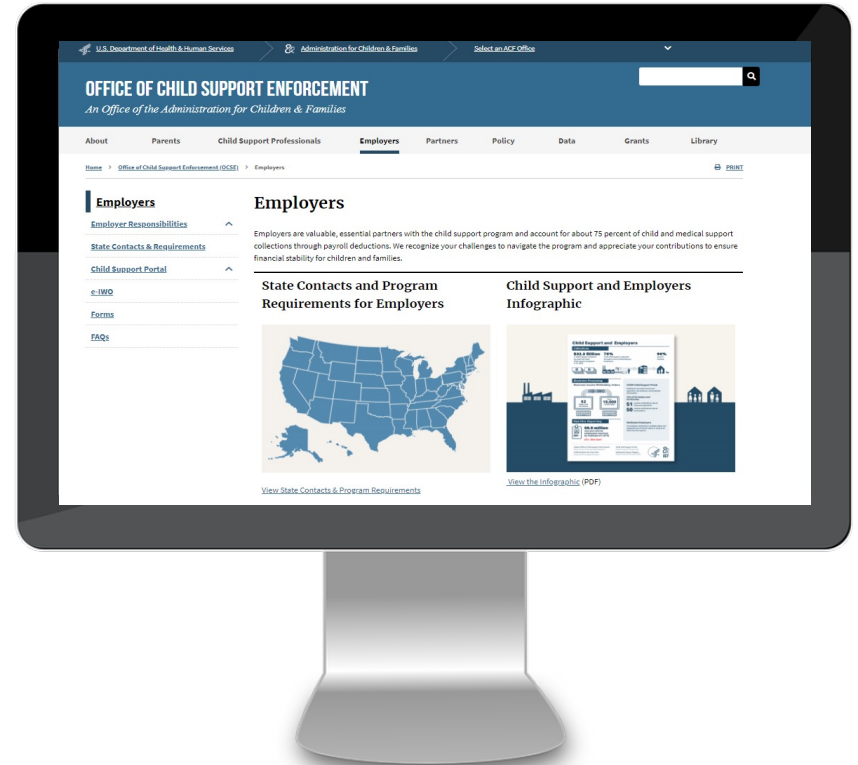 U.S. Department of Health & Human Services
Administration for Children & Families
Select an ACF Office
OFFICE OF CHILD SUPPORT ENFORCEMENT
An Office of the Administration for Children & Families
About Parents Child Support Professionals Employers Partners Policy Data Grants Library
Home > Office of Child Support Enforcement (OCSE) > Employers
PRINT
Employers
Employer Responsibilities
State Contacts & Requirements
Child Support Portal
e-IWO
Forms
FAQs
Employers
Employers are valuable, essential partners with the child support program and account for about 75 percent of child and medical support
collections through payroll deductions. We recognize your challenges to navigate the program and appreciate your contributions to ensure
financial stability for children and families.
State Contacts and Program
Requirements for Employers
View State Contacts & Program Requirements
Child Support and Employers
Infographic
Child Support and Employers
View the Infographic (PDF)